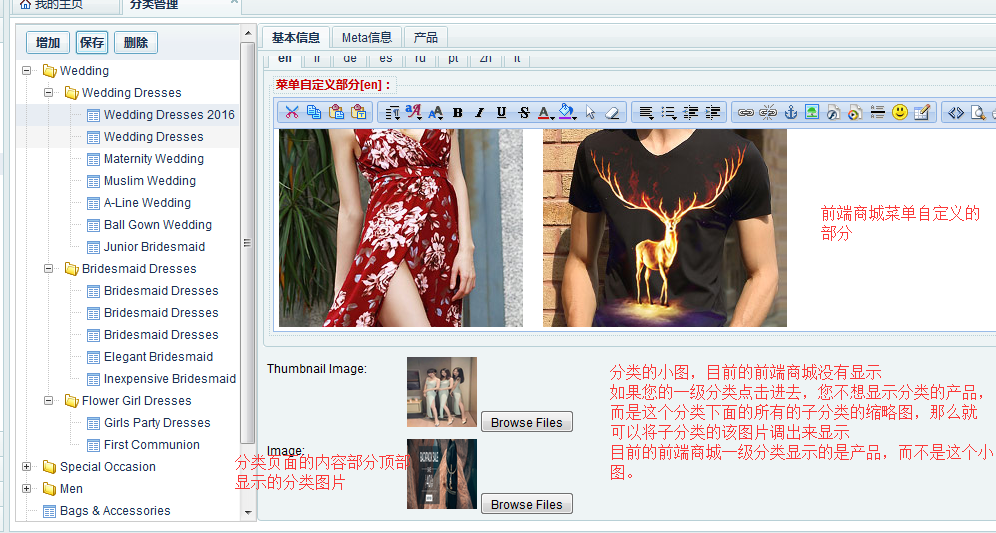 我的主页 分类管理
增加 保存 删除
Wedding
Wedding Dresses
Wedding Dresses 2016
Wedding Dresses
Maternity Wedding
Muslim Wedding
A-Line Wedding
Ball Gown Wedding
Junior Bridesmaid
Bridesmaid Dresses
Bridesmaid Dresses
Bridesmaid Dresses
Bridesmaid Dresses
Elegant Bridesmaid
Inexpensive Bridesmaid
Flower Girl Dresses
Girls Party Dresses
First Communion
Special Occasion
Men
Bags & Accessories
基本信息 Meta信息 产品
en fr de es ru pt zh it
菜单自定义部分[en]：
前端商城菜单自定义的
部分
Thumbnail Image:
Browse Files
分类的小图，目前的前端商城没有显示
如果您的一级分类点击进去，您不想显示分类的产品，
而是这个分类下面的所有的子分类的缩略图，那么就
可以将子分类的该图片调出来显示
目前的前端商城一级分类显示的是产品，而不是这个小
图。
Image:
Browse Files
分类页面的内容部分顶部
显示的分类图片